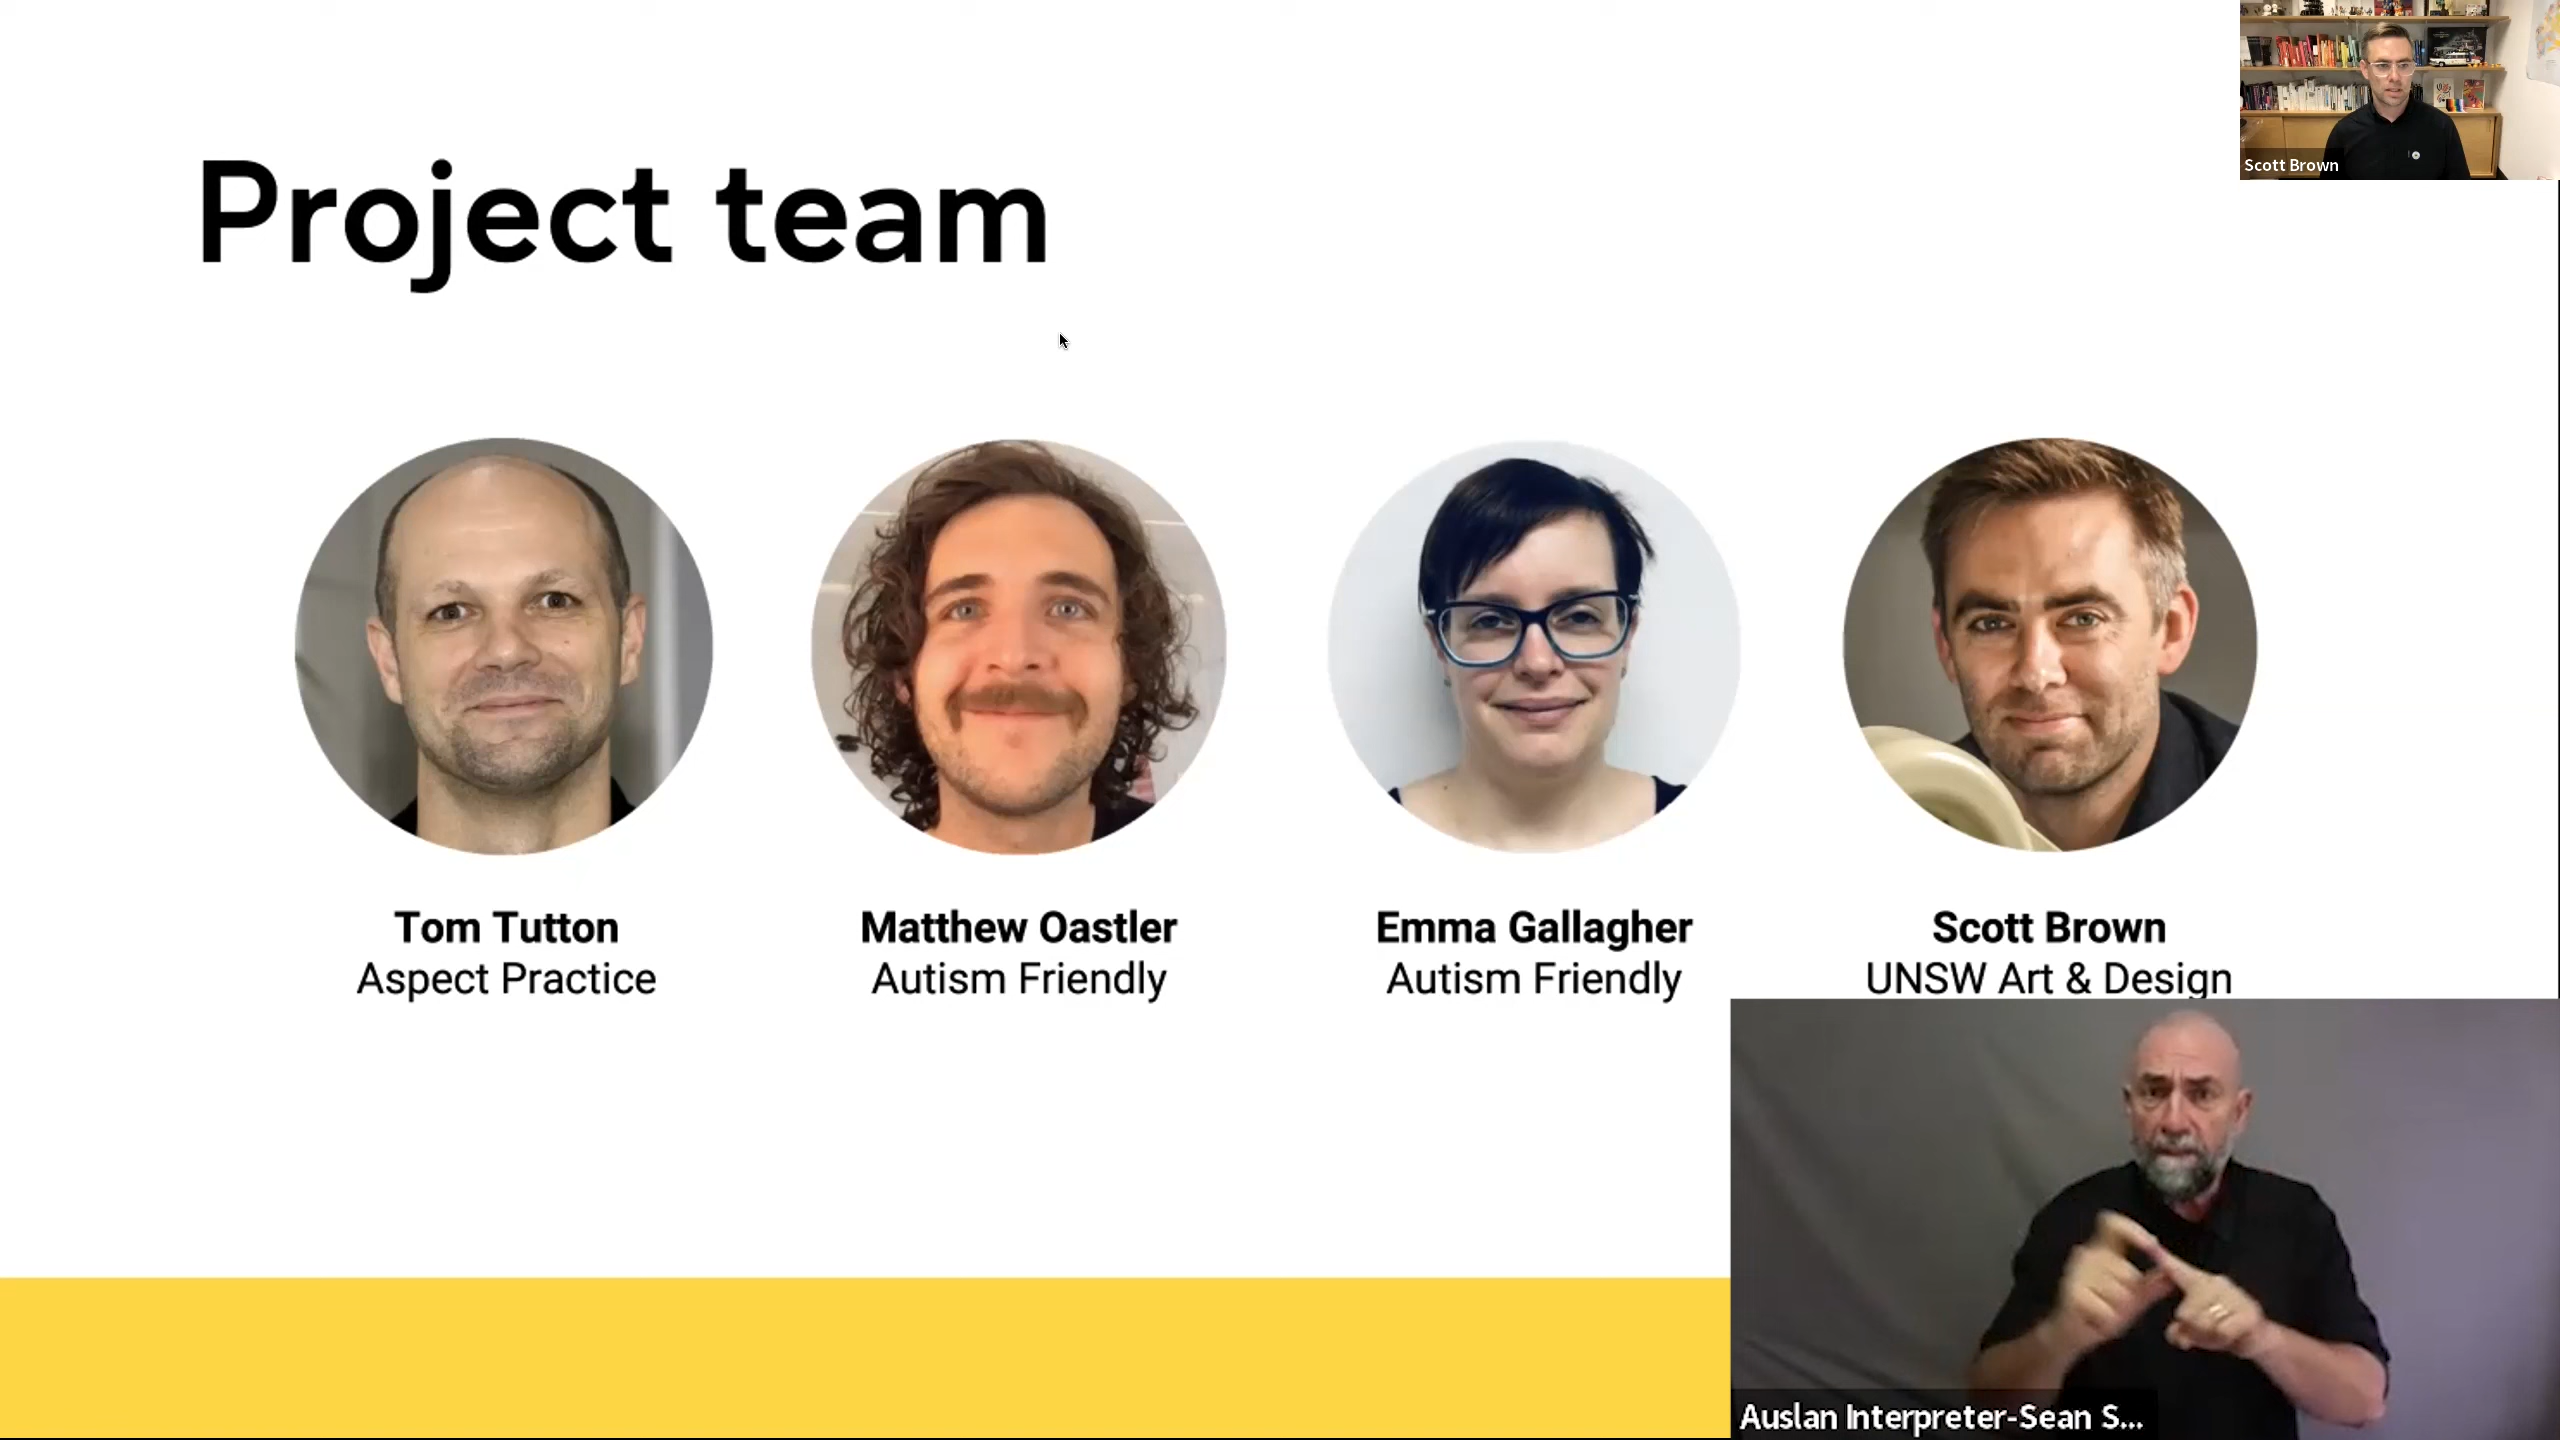 Scott Brown
Project team
Tom Tutton
Aspect Practice
Matthew Oastler
Autism Friendly
Emma Gallagher
Autism Friendly
Scott Brown
UNSW Art & Design
Auslan Interpreter-Sean S...